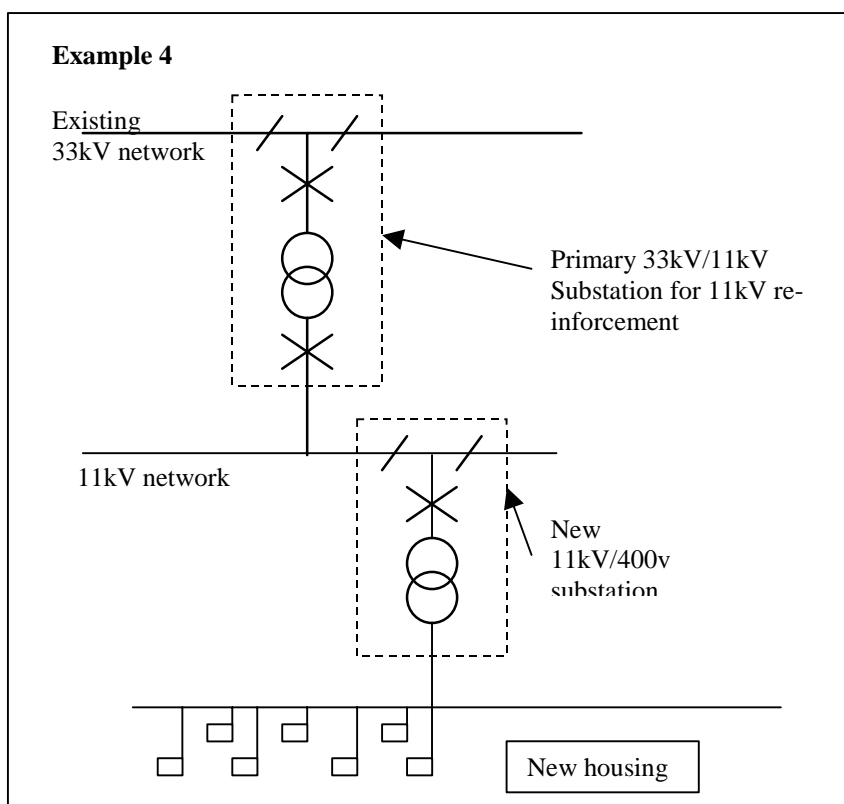 Example 4
Existing
33kV network
Primary 33kV/11kV
Substation for 11kV re-
inforcement
11kV network
New
11kV/400v
substation
New housing